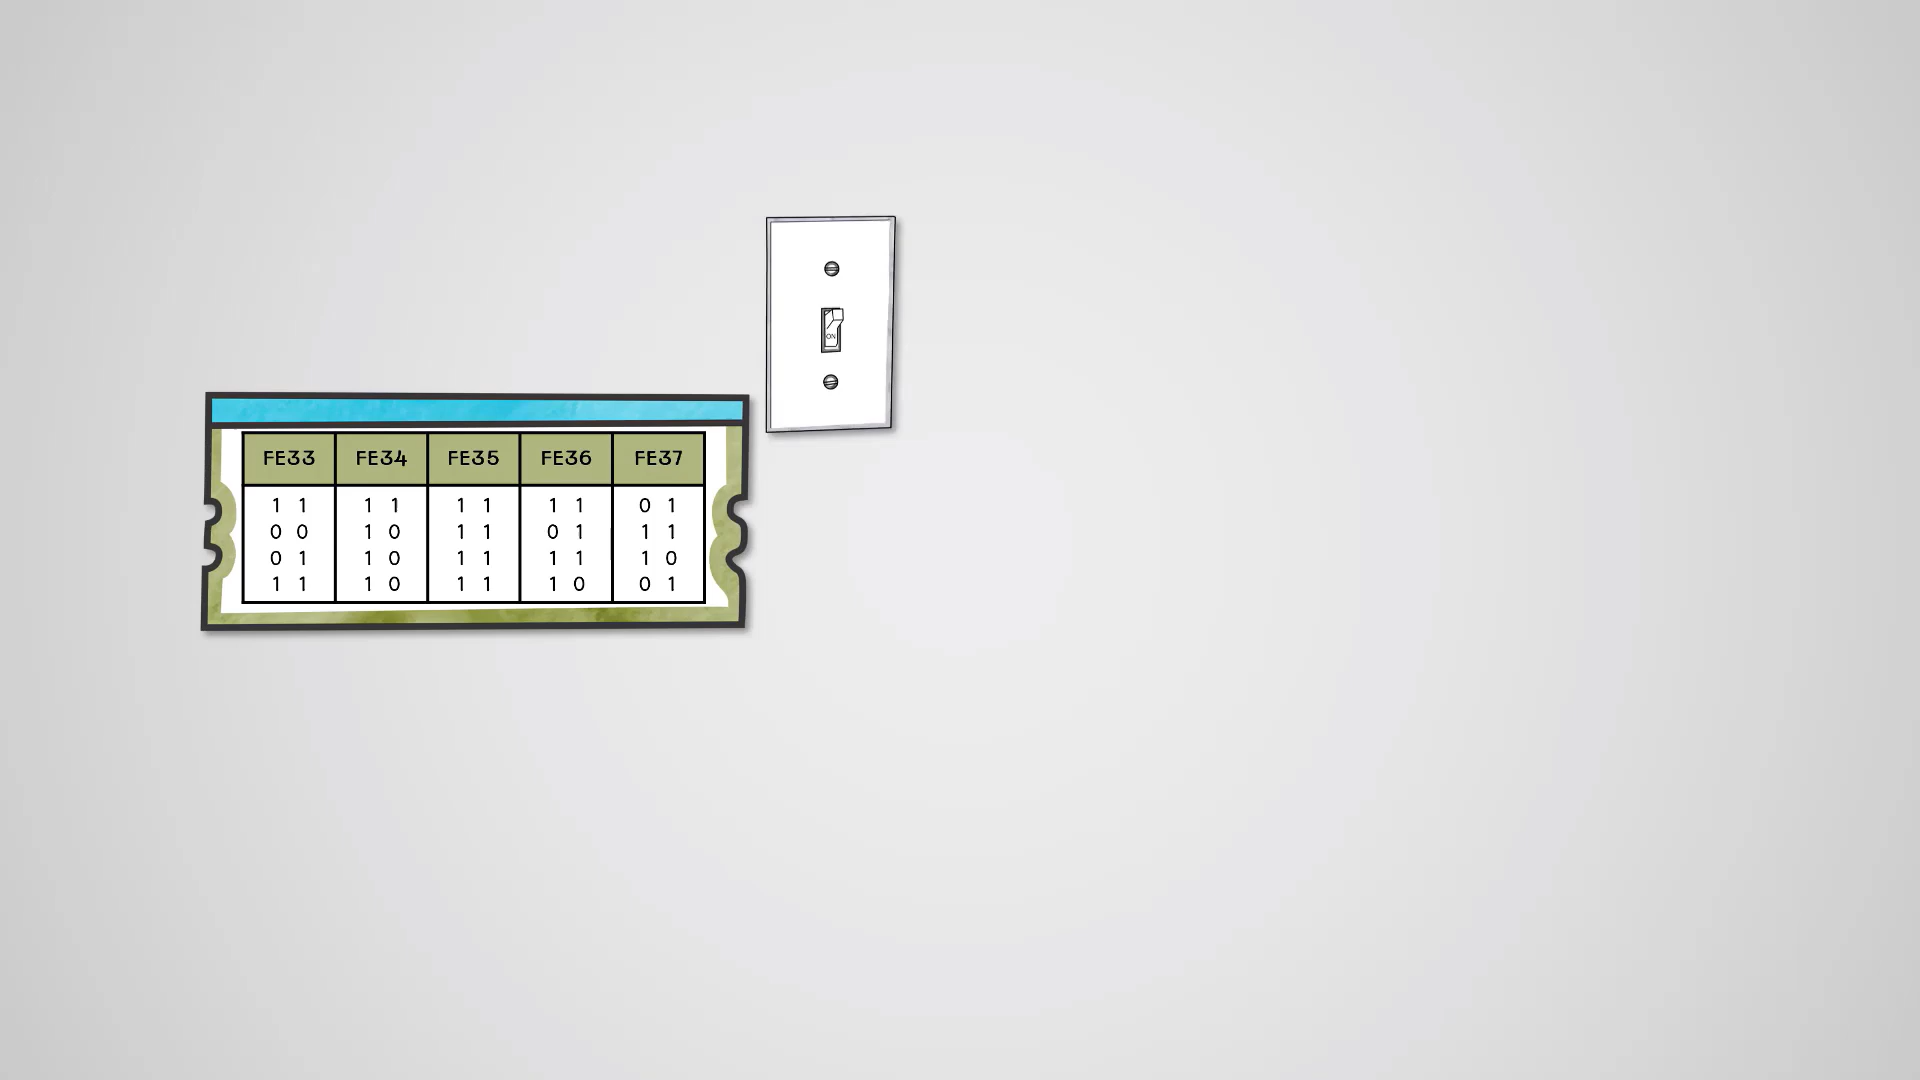 ON
FE33 FE34 FE35 FE36 FE37
1 1 1 1 1 1 1 1 0 1
0 0 1 0 1 1 0 1 1 1
0 1 1 0 1 1 1 1 1 0
1 1 1 0 1 1 1 0 0 1